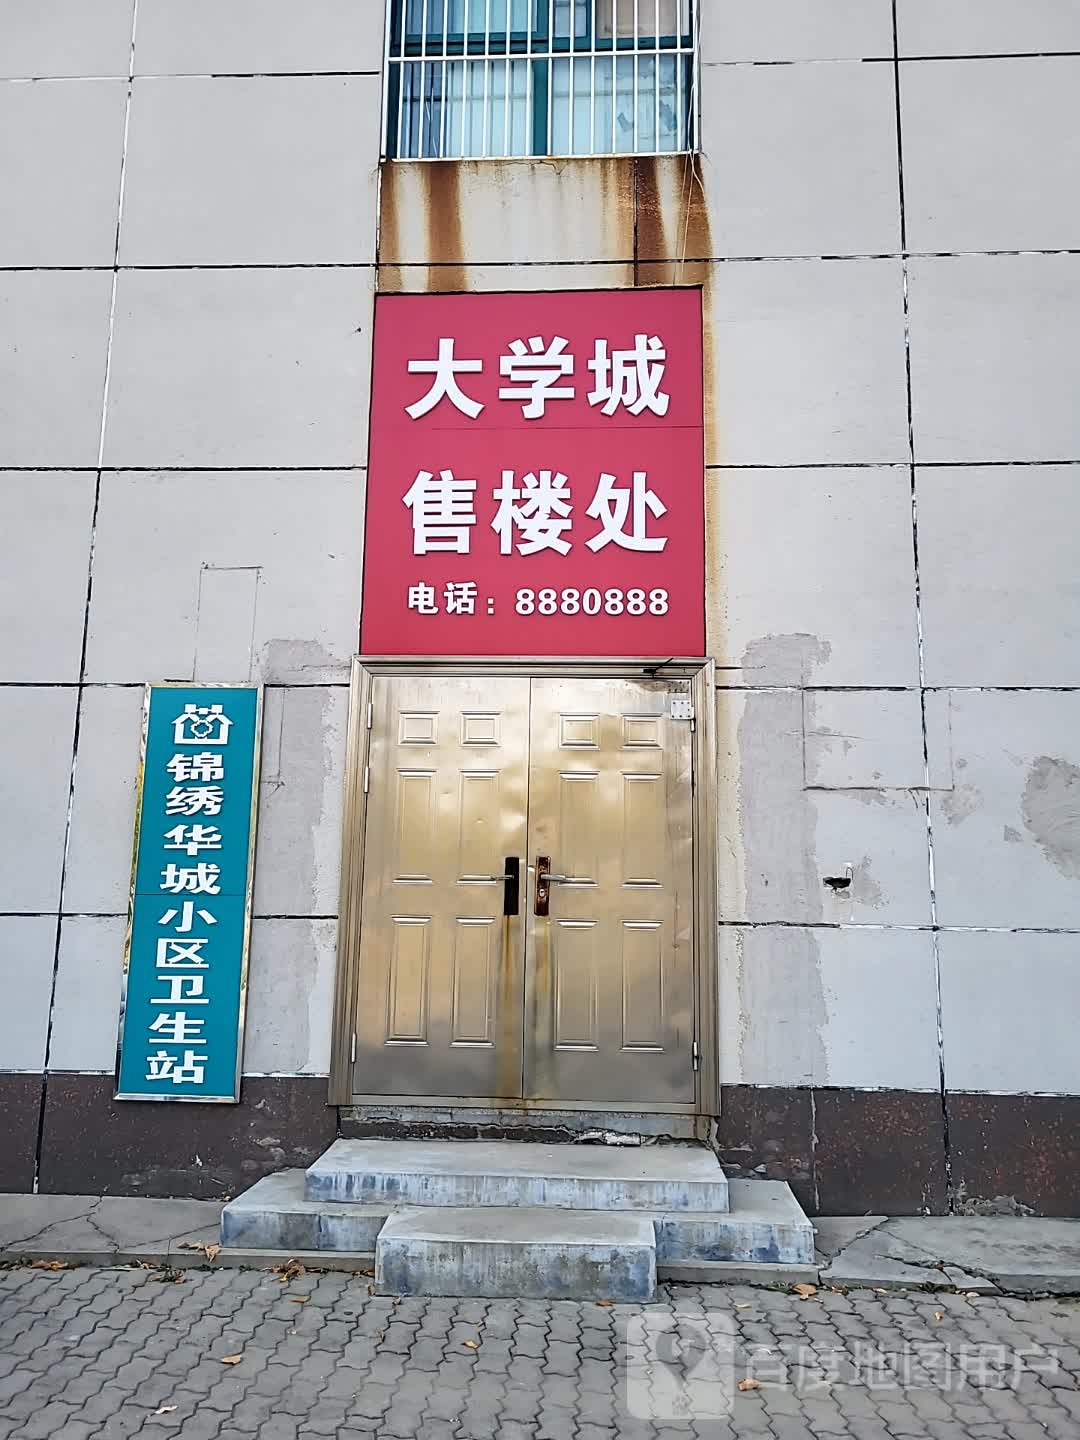 大学城
售楼处
电话：8880888
锦绣华城小区卫生站
百度地图用户